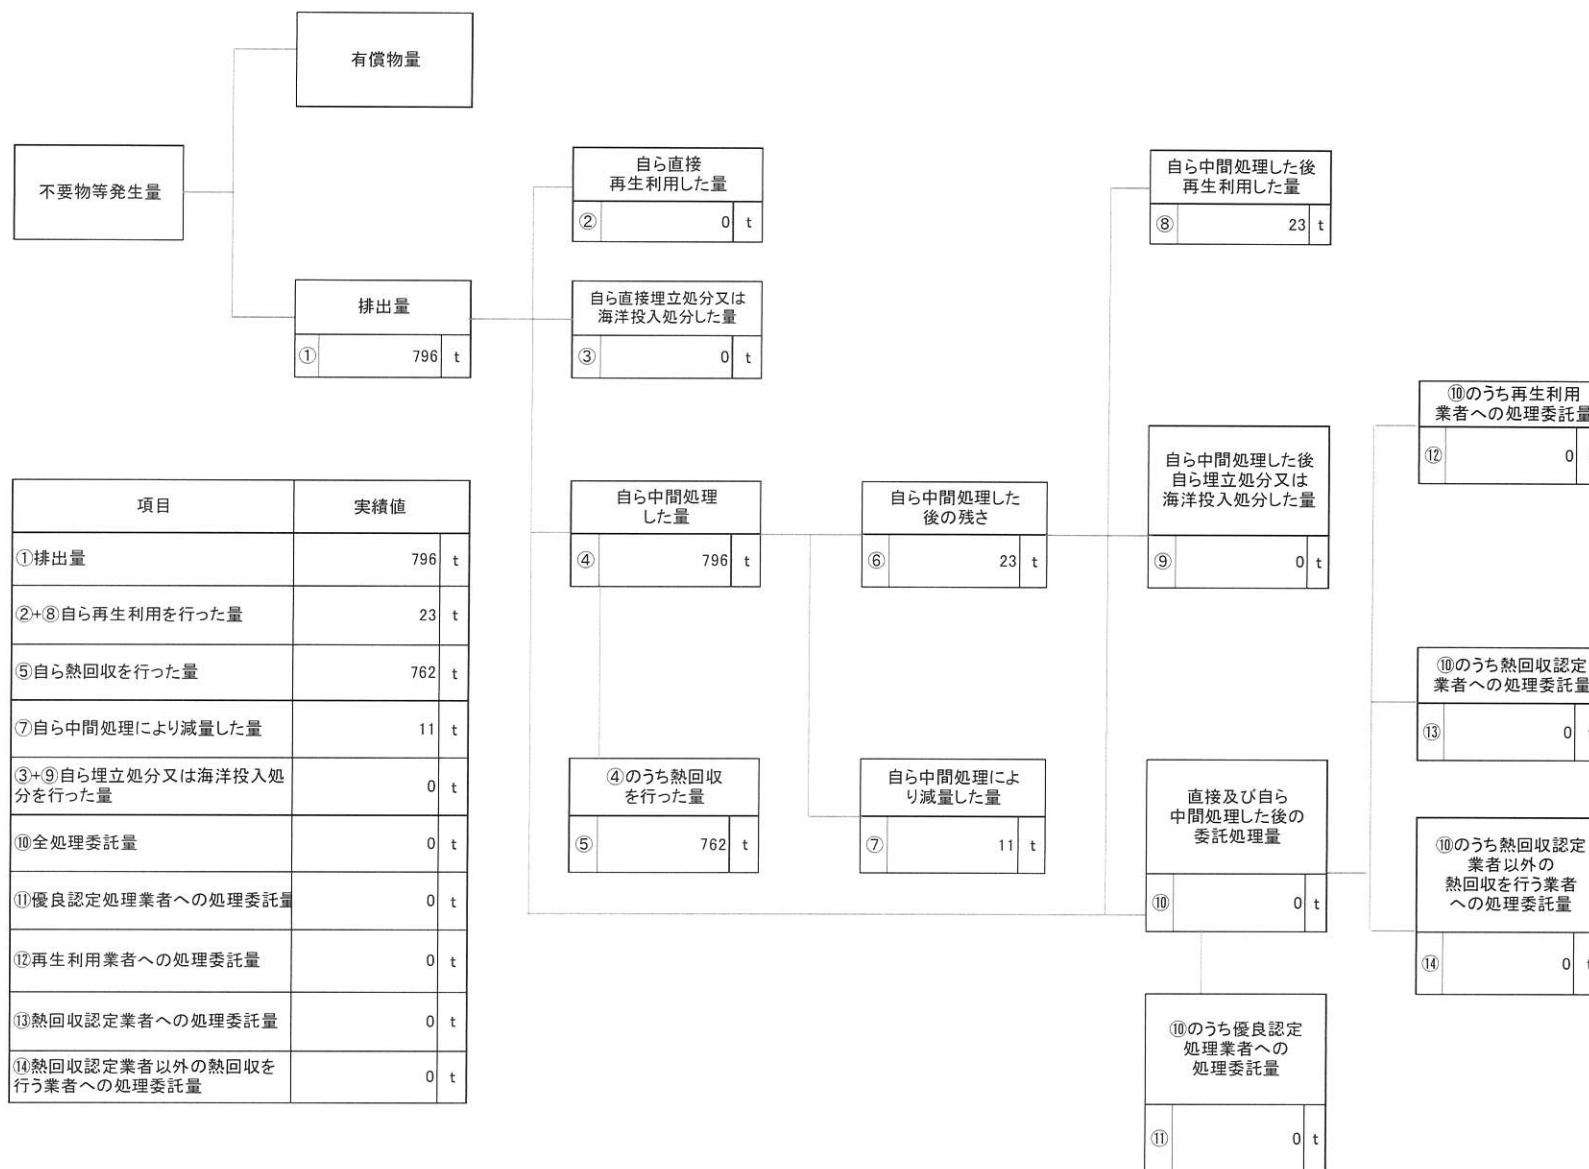 有償物量
不要物等発生量
排出量
① 796 t
自ら直接
再生利用した量
② 0 t
自ら直接埋立処分又は
海洋投入処分した量
③ 0 t
自ら中間処理
した量
④ 796 t
④のうち熱回収
を行った量
⑤ 762 t
自ら中間処理した
後の残さ
⑥ 23 t
自ら中間処理によ
り減量した量
⑦ 11 t
自ら中間処理した後
再生利用した量
⑧ 23 t
自ら中間処理した後
自ら埋立処分又は
海洋投入処分した量
⑨ 0 t
直接及び自ら
中間処理した後の
委託処理量
⑩ 0 t
⑩のうち優良認定
処理業者への
処理委託量
⑪ 0 t
⑩のうち再生利用
業者への処理委託量
⑫ 0
⑩のうち熱回収認定
業者への処理委託量
⑬ 0
⑩のうち熱回収認定
業者以外の
熱回収を行う業者
への処理委託量
⑭ 0
項目 実績値
①排出量 796 t
②+⑧自ら再生利用を行った量 23 t
⑤自ら熱回収を行った量 762 t
⑦自ら中間処理により減量した量 11 t
③+⑨自ら埋立処分又は海洋投入処
分を行った量 0 t
⑩全処理委託量 0 t
⑪優良認定処理業者への処理委託量 0 t
⑫再生利用業者への処理委託量 0 t
⑬熱回収認定業者への処理委託量 0 t
⑭熱回収認定業者以外の熱回収を
行う業者への処理委託量 0 t